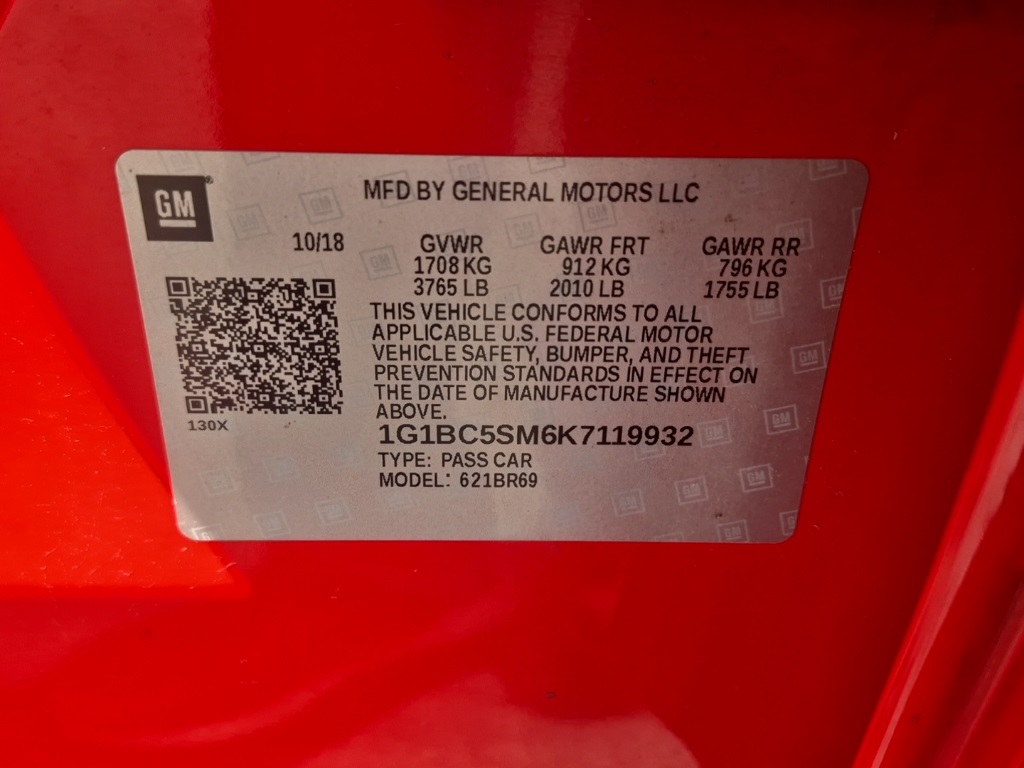 GM
MFD BY GENERAL MOTORS LLC
10/18 GVWR GAWR FRT GAWR RR
1708 KG 912 KG 796 KG
3765 LB 2010 LB 1755 LB
THIS VEHICLE CONFORMS TO ALL
APPLICABLE U.S. FEDERAL MOTOR
VEHICLE SAFETY, BUMPER, AND THEFT
PREVENTION STANDARDS IN EFFECT ON
THE DATE OF MANUFACTURE SHOWN
ABOVE.
130X
1G1BC5SM6K7119932
TYPE: PASS CAR
MODEL: 621BR69